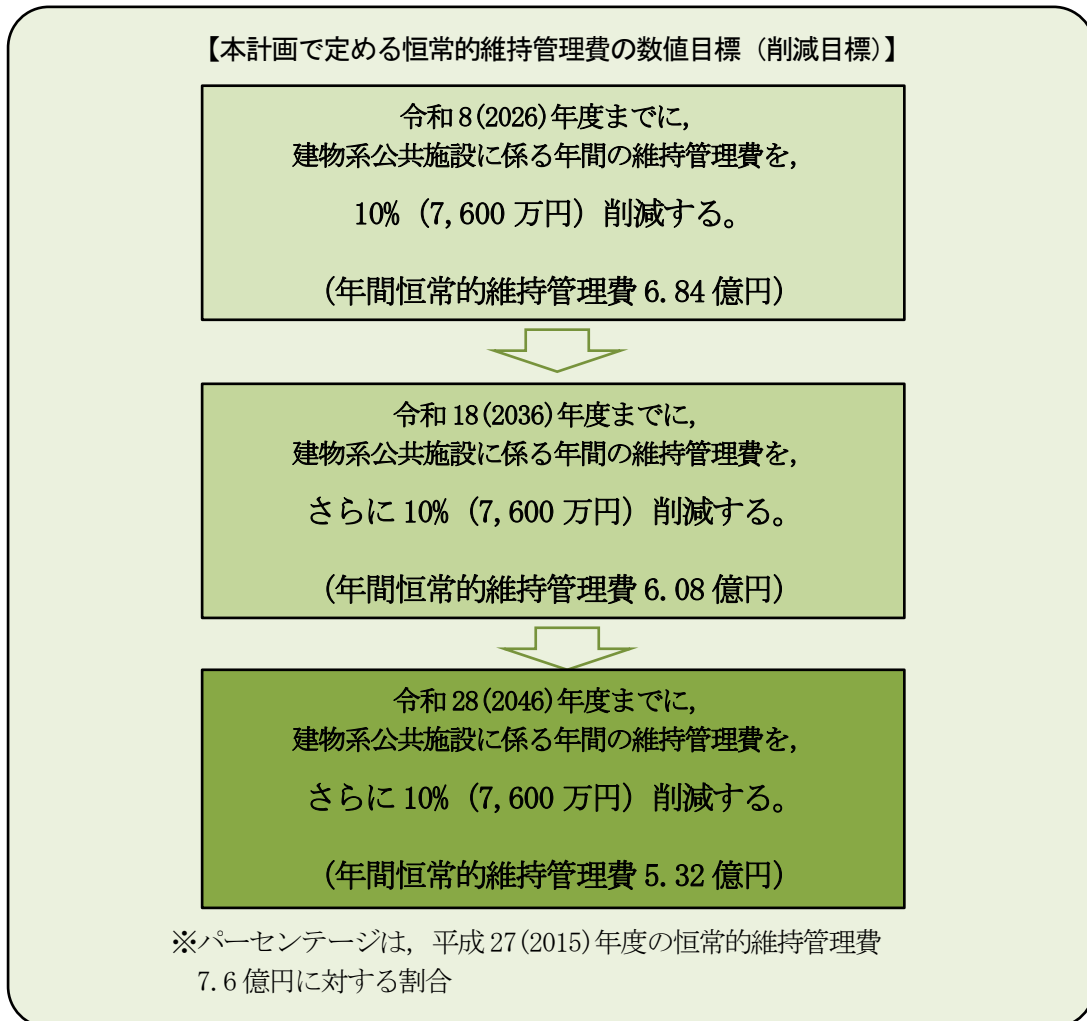 【本計画で定める恒常的維持管理費の数値目標（削減目標）】
令和8(2026)年度までに，
建物系公共施設に係る年間の維持管理費を，
10%（7,600万円）削減する。
（年間恒常的維持管理費6.84億円）
令和18(2036)年度までに，
建物系公共施設に係る年間の維持管理費を，
さらに10%（7,600万円）削減する。
（年間恒常的維持管理費6.08億円）
令和28(2046)年度までに，
建物系公共施設に係る年間の維持管理費を，
さらに10%（7,600万円）削減する。
（年間恒常的維持管理費5.32億円）
※パーセンテージは，平成27(2015)年度の恒常的維持管理費
7.6億円に対する割合